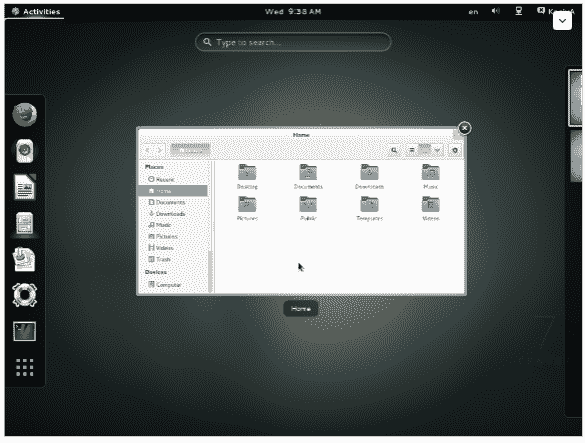 Activities
Wed 9:38 AM
en
Type to search...
Home
Places
Recent
Home
Documents
Downloads
Music
Pictures
Videos
Trash
Devices
Computer
Desktop
Documents
Downloads
Music
Pictures
Public
Templates
Videos
Home
7